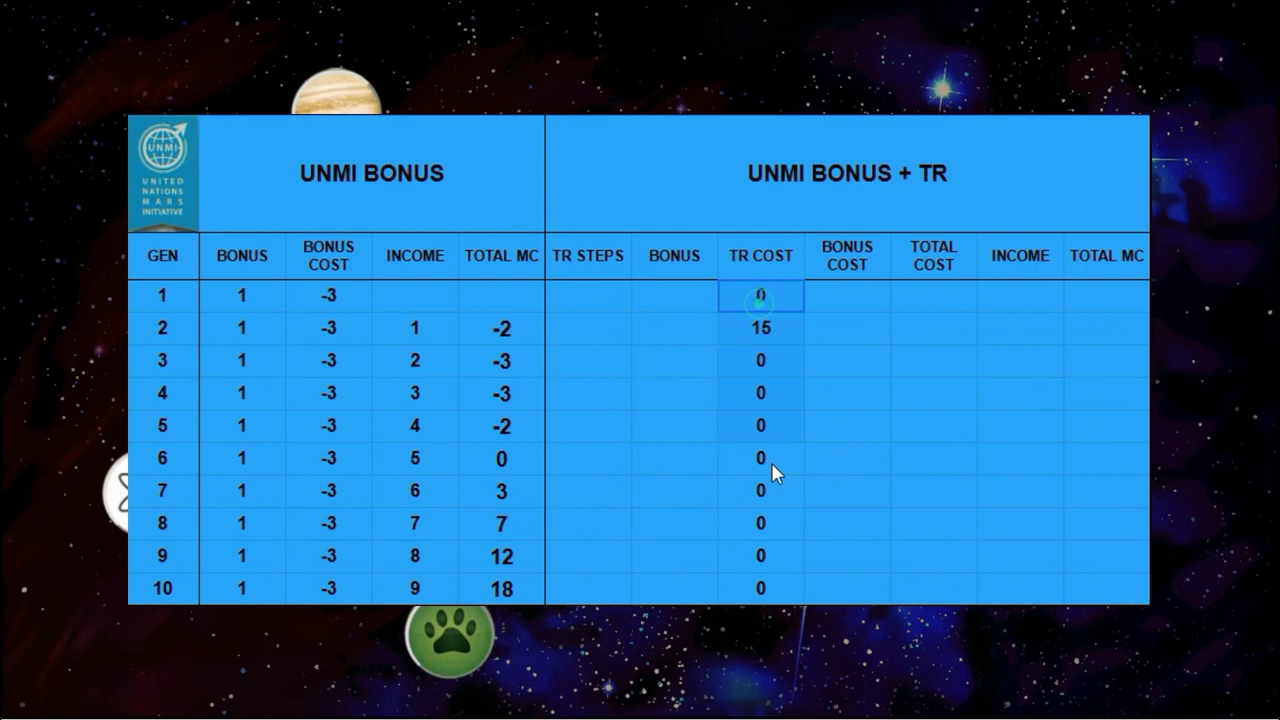 UNMI
UNITED
NATIONS
MARS
INITIATIVE
UNMI BONUS
UNMI BONUS + TR
GEN BONUS BONUS COST INCOME TOTAL MC TR STEPS BONUS TR COST BONUS COST TOTAL COST INCOME TOTAL MC
1 1 -3 0
2 1 -3 1 -2 15
3 1 -3 2 -3 0
4 1 -3 3 -3 0
5 1 -3 4 -2 0
6 1 -3 5 0 0
7 1 -3 6 3 0
8 1 -3 7 7 0
9 1 -3 8 12 0
10 1 -3 9 18 0